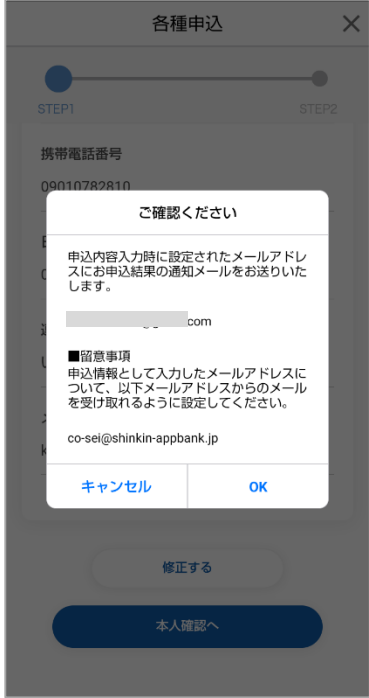 各種申込
STEP1
STEP2
携帯電話番号
09010782810
ご確認ください
申込内容入力時に設定されたメールアドレ
スにお申込結果の通知メールをお送りいた
します。
com
■留意事項
申込情報として入力したメールアドレスに
ついて、以下メールアドレスからのメール
を受け取れるように設定してください。
co-sei@shinkin-appbank.jp
キャンセル
OK
修正する
本人確認へ